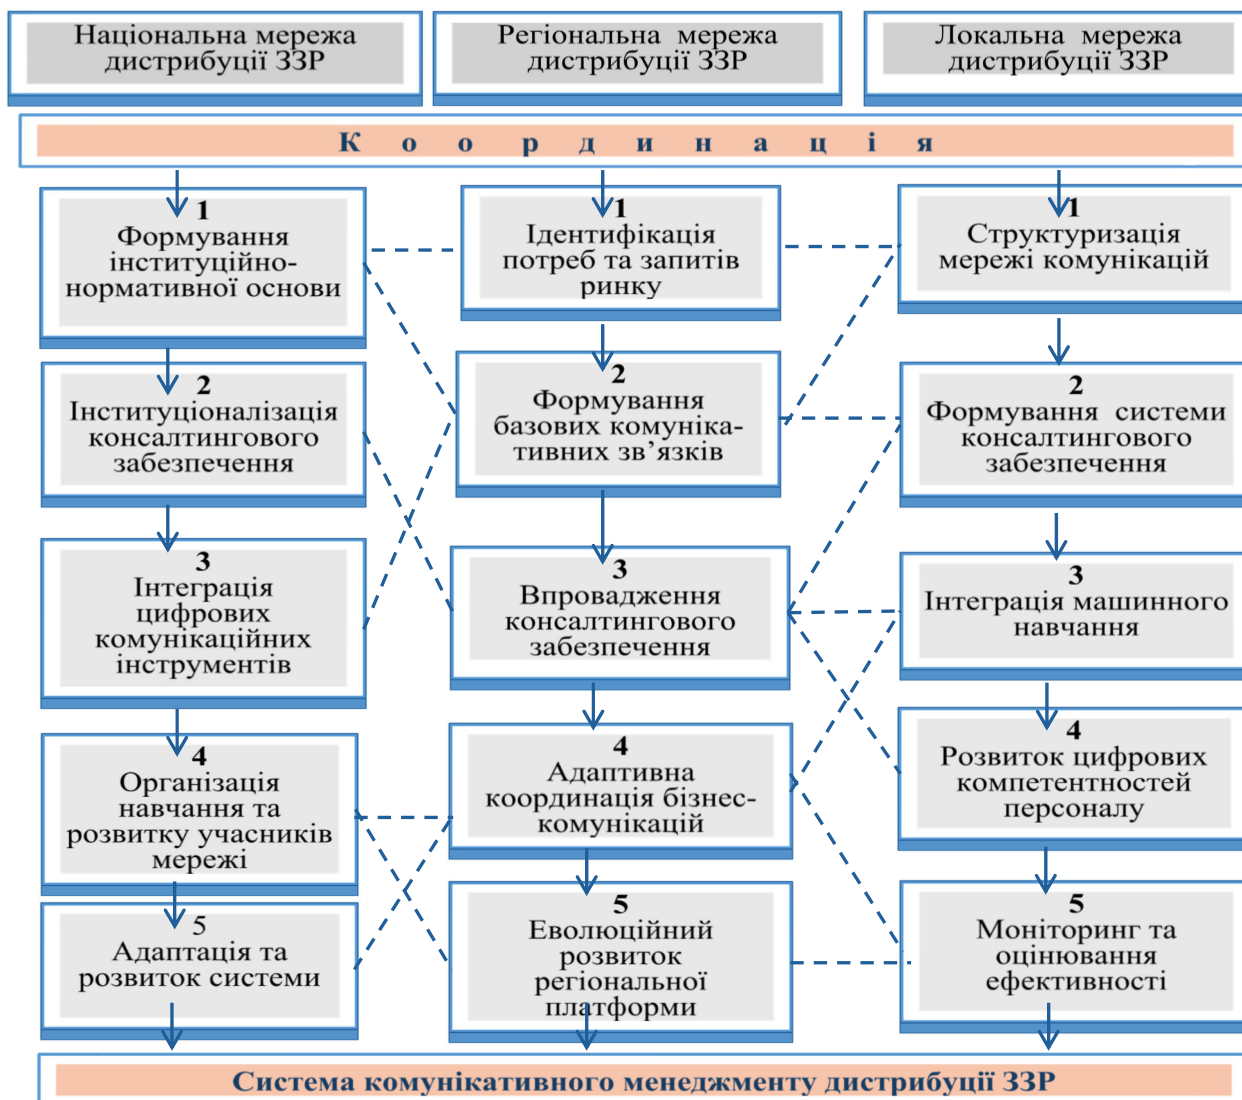 Національна мережа
дистрибуції ЗЗР
Регіональна мережа
дистрибуції ЗЗР
Локальна мережа
дистрибуції ЗЗР
Координація
1
Формування
інституційно-
нормативної основи
2
Інституціоналізація
консалтингового
забезпечення
3
Інтеграція
цифрових
комунікаційних
інструментів
4
Організація
навчання та
розвитку учасників
мережі
5
Адаптація та
розвиток системи
1
Ідентифікація
потреб та запитів
ринку
2
Формування
базових комуніка-
тивних зв’язків
3
Впровадження
консалтингового
забезпечення
4
Адаптивна
координація бізнес-
комунікацій
5
Еволюційний
розвиток
регіональної
платформи
1
Структуризація
мережі комунікацій
2
Формування системи
консалтингового
забезпечення
3
Інтеграція машинного
навчання
4
Розвиток цифрових
компетентностей
персоналу
5
Моніторинг та
оцінювання
ефективності
Система комунікативного менеджменту дистрибуції ЗЗР